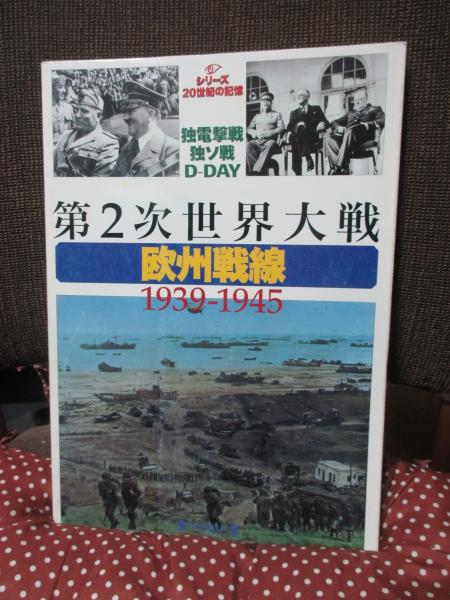 シリーズ
20世紀の記憶
独電撃戦
独ソ戦
D-DAY
第2次世界大戦
欧州戦線
1939-1945